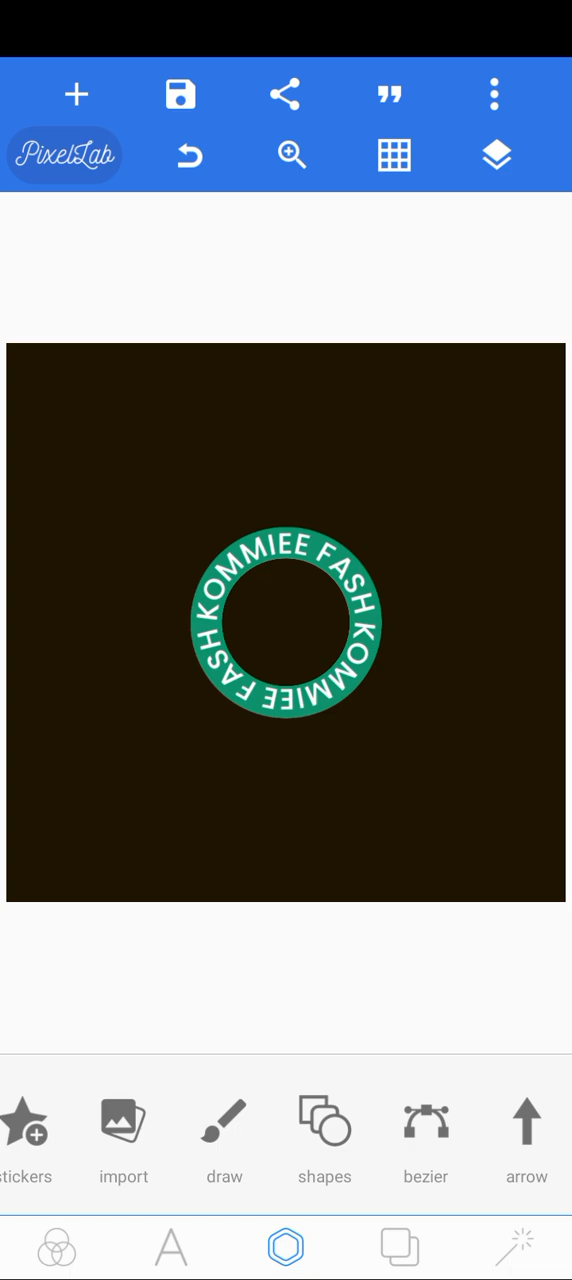 PixelLab
KOMMIEE FASH KOMMIEE FASH
stickers
import
draw
shapes
bezier
arrow